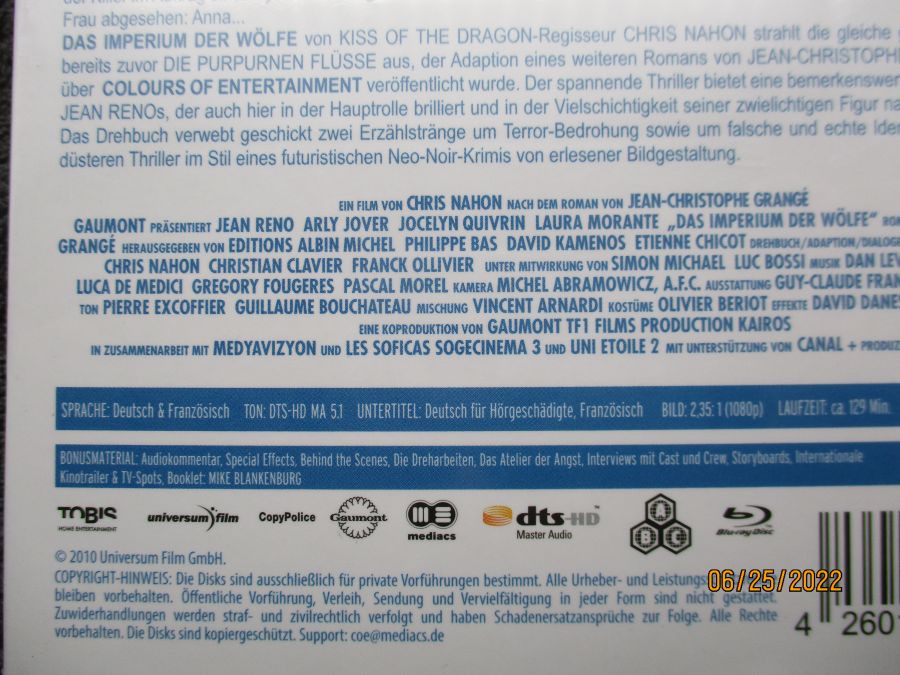 Frau abgesehen: Anna...
DAS IMPERIUM DER WÖLFE von KISS OF THE DRAGON-Regisseur CHRIS NAHON strahlt die gleiche
bereits zuvor DIE PURPURNEN FLÜSSE aus, der Adaption eines weiteren Romans von JEAN-CHRISTOPHE
über COLOURS OF ENTERTAINMENT veröffentlicht wurde. Der spannende Thriller bietet eine bemerkenswer
JEAN RENOs, der auch hier in der Hauptrolle brilliert und in der Vielschichtigkeit seiner zwielichtigen Figur na
Das Drehbuch verwebt geschickt zwei Erzählstränge um Terror-Bedrohung sowie um falsche und echte Iden
düsteren Thriller im Stil eines futuristischen Neo-Noir-Krimis von erlesener Bildgestaltung.
EIN FILM VON CHRIS NAHON NACH DEM ROMAN VON JEAN-CHRISTOPHE GRANGÉ
GAUMONT PRÄSENTIERT JEAN RENO ARLY JOVER JOCELYN QUIVRIN LAURA MORANTE „DAS IMPERIUM DER WÖLFE“ RO
GRANGÉ HERAUSGEGEBEN VON EDITIONS ALBIN MICHEL PHILIPPE BAS DAVID KAMENOS ETIENNE CHICOT DREHBUCH/ADAPTION/DIALOGE
CHRIS NAHON CHRISTIAN CLAVIER FRANCK OLLIVIER UNTER MITWIRKUNG VON SIMON MICHAEL LUC BOSSI MUSIK DAN LEV
LUCA DE MEDICI GREGORY FOUGERES PASCAL MOREL KAMERA MICHEL ABRAMOWICZ, A.F.C. AUSSTATTUNG GUY-CLAUDE FRAN
TON PIERRE EXCOFFIER GUILLAUME BOUCHATEAU MISCHUNG VINCENT ARNARDI KOSTÜME OLIVIER BERIOT EFFEKTE DAVID DANES
EINE KOPRODUKTION VON GAUMONT TF1 FILMS PRODUCTION KAIROS
IN ZUSAMMENARBEIT MIT MEDYAVIZYON UND LES SOFICAS SOGECINEMA 3 UND UNI ETOILE 2 MIT UNTERSTÜTZUNG VON CANAL + PRODUZ
SPRACHE: Deutsch & Französisch TON: DTS-HD MA 5.1 UNTERTITEL: Deutsch für Hörgeschädigte, Französisch BILD: 2,35:1 (1080p) LAUFZEIT: ca. 129 Min.
BONUSMATERIAL: Audiokommentar, Special Effects, Behind the Scenes, Die Dreharbeiten, Das Atelier der Angst, Interviews mit Cast und Crew, Storyboards, Internationale
Kinotrailer & TV-Spots, Booklet: MIKE BLANKENBURG
TOBIS HOME ENTERTAINMENT universum film CopyPolice Gaumont mediacs dts-HD Master Audio A B C Blu-ray Disc
© 2010 Universum Film GmbH.
COPYRIGHT-HINWEIS: Die Disks sind ausschließlich für private Vorführungen bestimmt. Alle Urheber- und Leistungs
bleiben vorbehalten. Öffentliche Vorführung, Verleih, Sendung und Vervielfältigung in jeder Form sind nicht gestattet.
Zuwiderhandlungen werden straf- und zivilrechtlich verfolgt und haben Schadenersatzansprüche zur Folge. Alle Rechte
vorbehalten. Die Disks sind kopiergeschützt. Support: coe@mediacs.de
06/25/2022
4 260